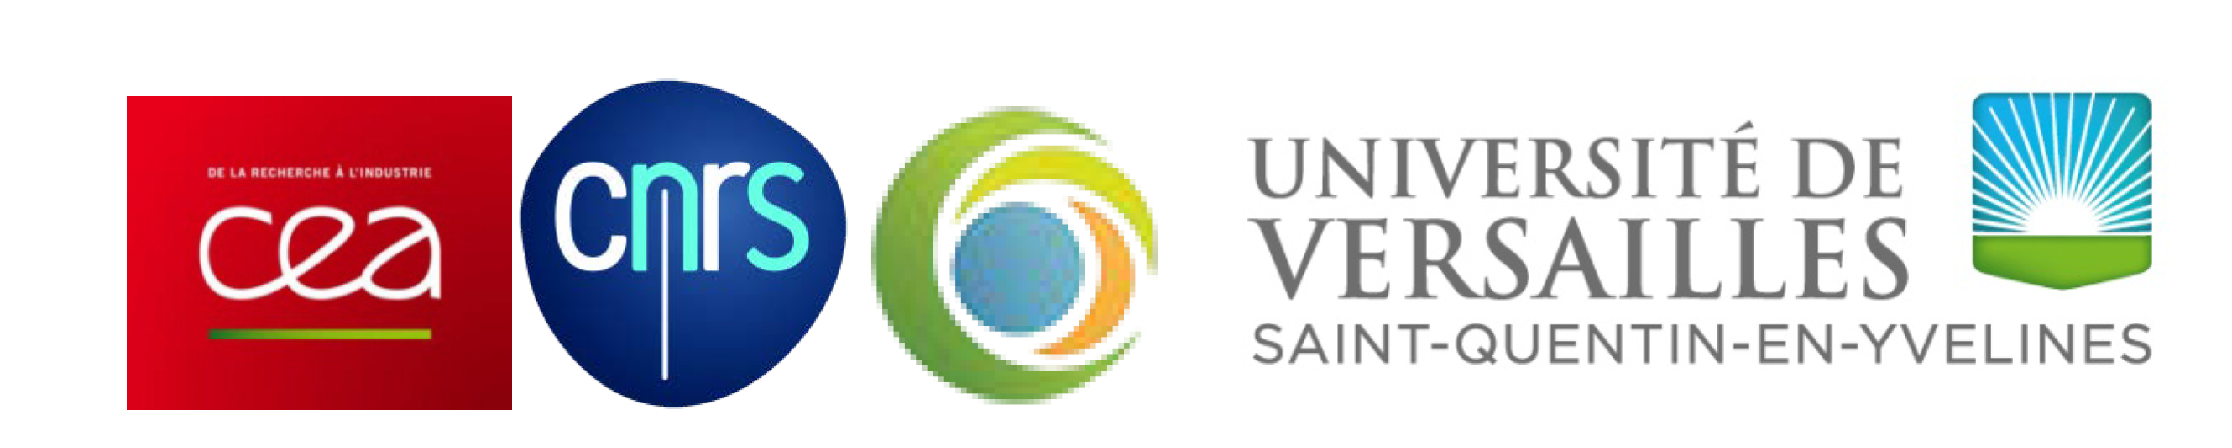 DE LA RECHERCHE À L'INDUSTRIE
cea
cnrs
UNIVERSITÉ DE
VERSAILLES
SAINT-QUENTIN-EN-YVELINES